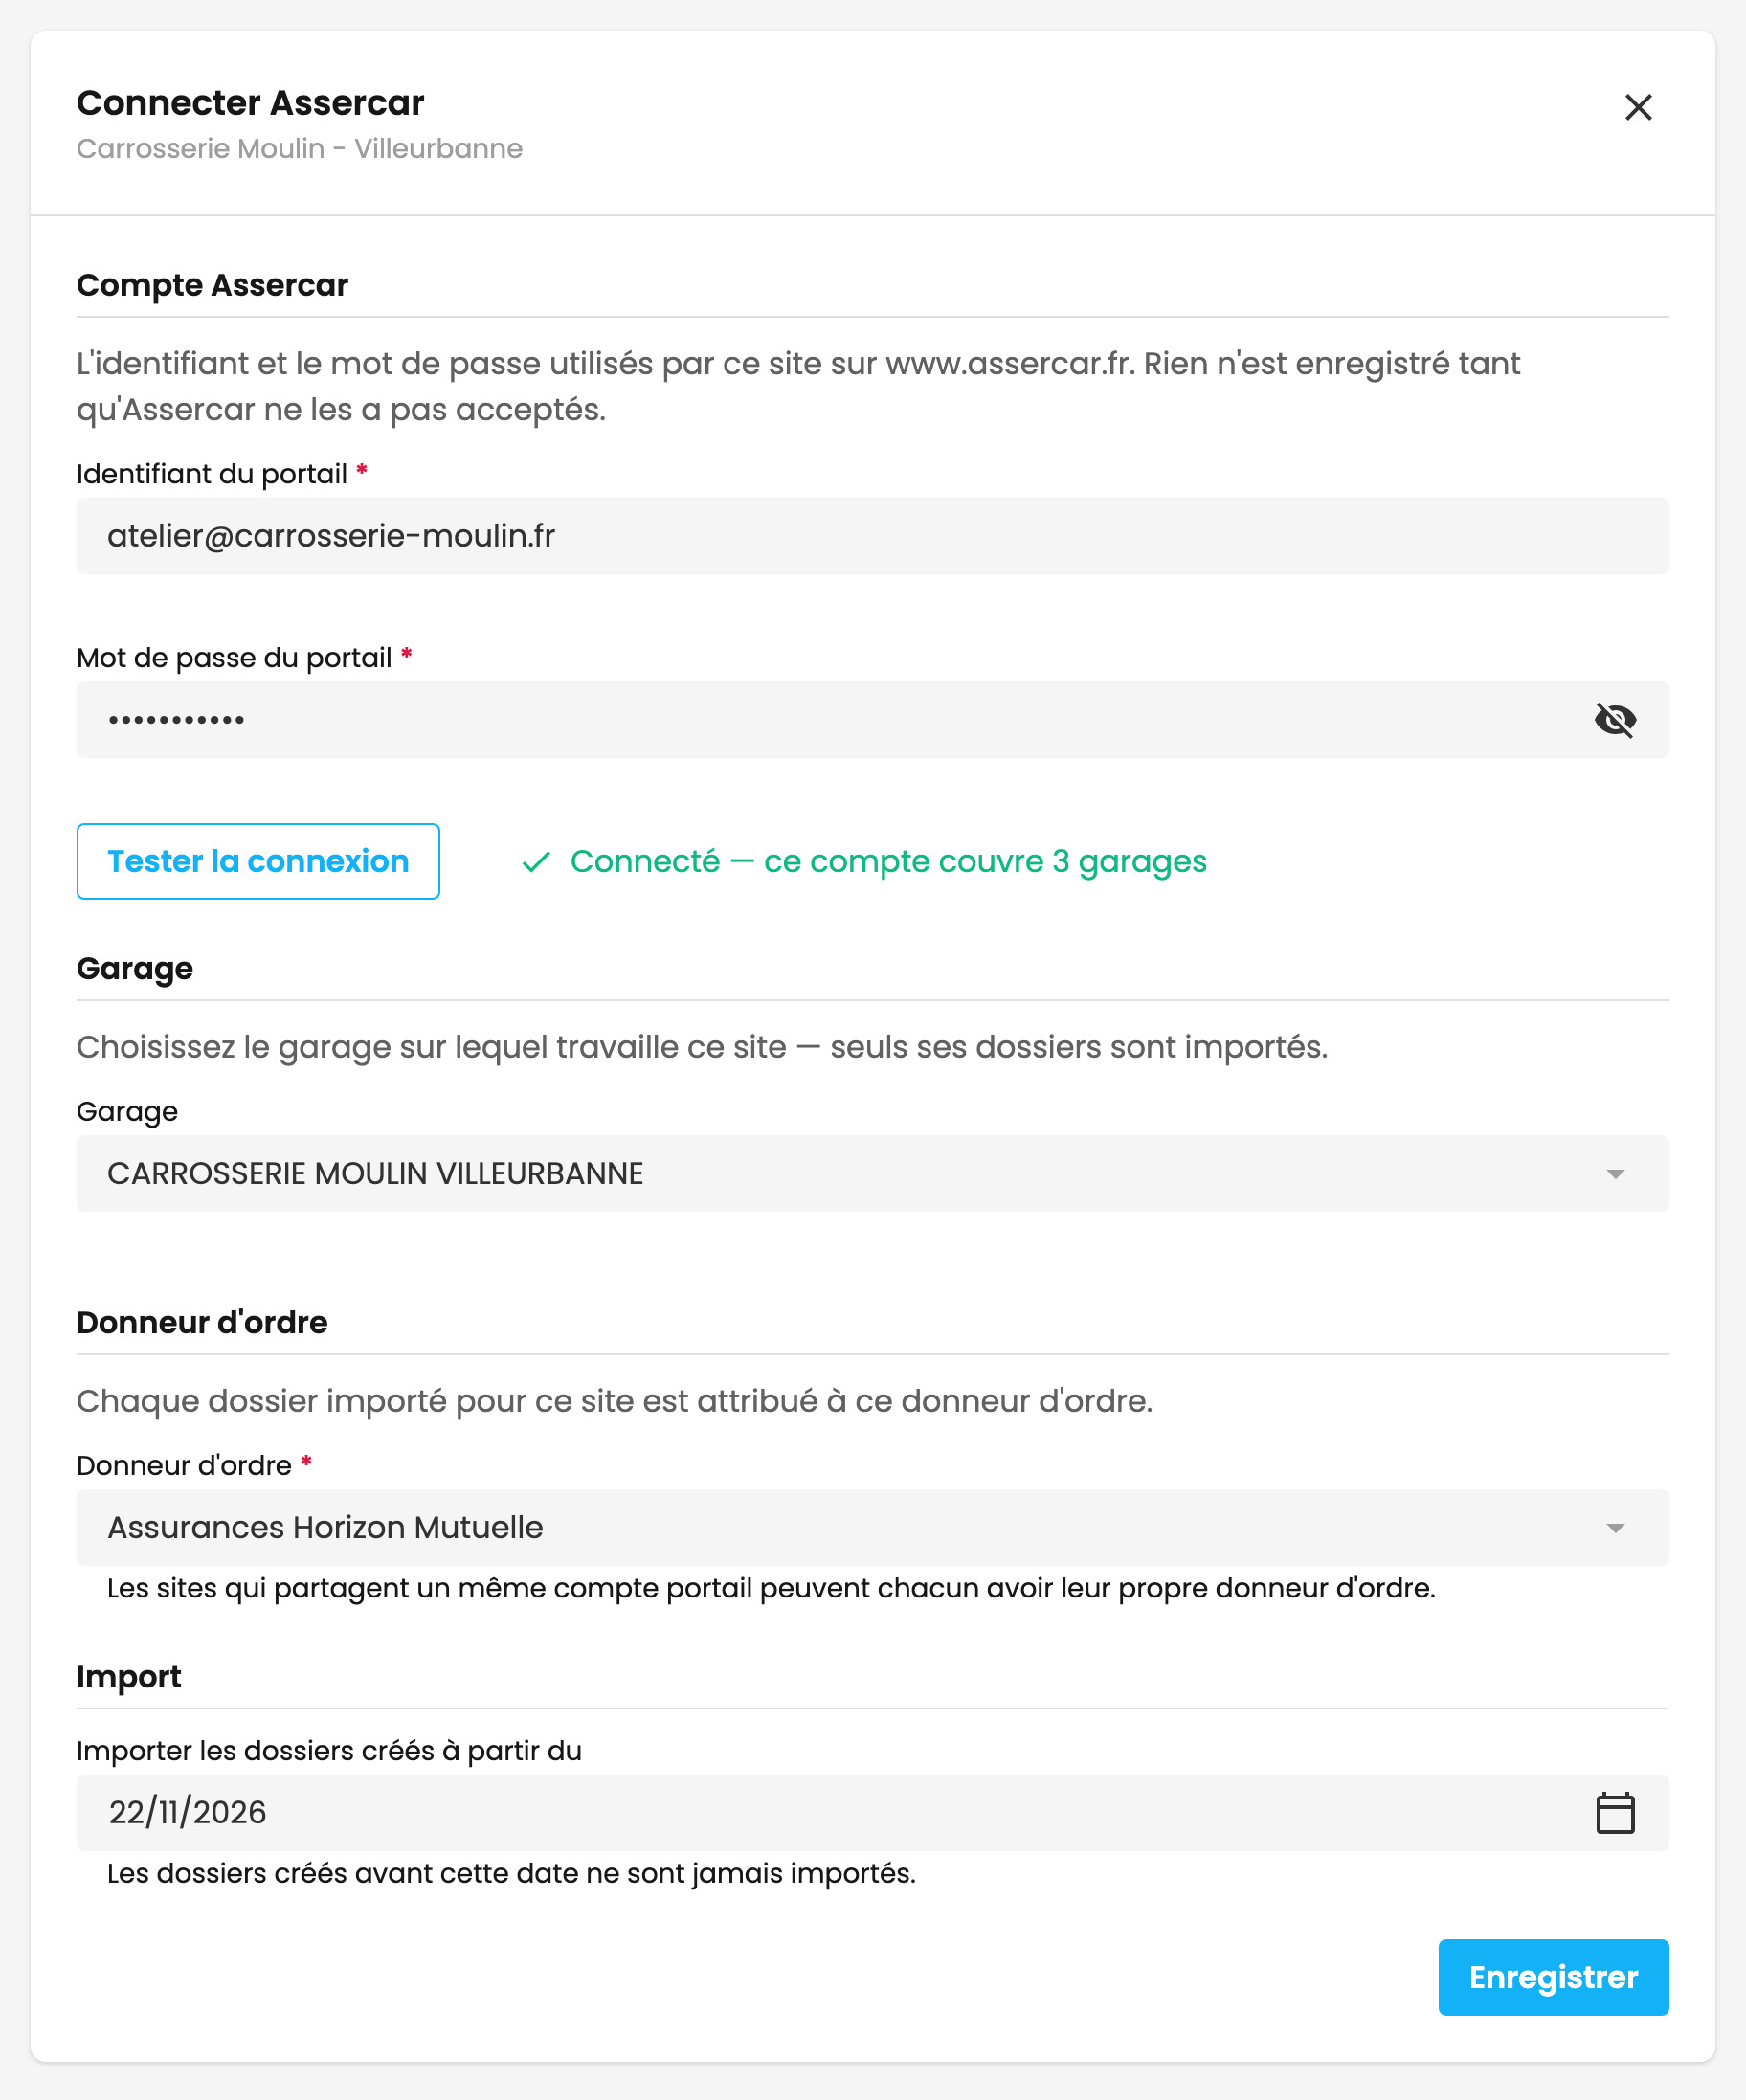 Connecter Assercar
Carrosserie Moulin - Villeurbanne
Compte Assercar
L'identifiant et le mot de passe utilisés par ce site sur www.assercar.fr. Rien n'est enregistré tant
qu'Assercar ne les a pas acceptés.
Identifiant du portail *
atelier@carrosserie-moulin.fr
Mot de passe du portail *
•••••••••••
Tester la connexion
Connecté — ce compte couvre 3 garages
Garage
Choisissez le garage sur lequel travaille ce site — seuls ses dossiers sont importés.
Garage
CARROSSERIE MOULIN VILLEURBANNE
Donneur d'ordre
Chaque dossier importé pour ce site est attribué à ce donneur d'ordre.
Donneur d'ordre *
Assurances Horizon Mutuelle
Les sites qui partagent un même compte portail peuvent chacun avoir leur propre donneur d'ordre.
Import
Importer les dossiers créés à partir du
22/11/2026
Les dossiers créés avant cette date ne sont jamais importés.
Enregistrer